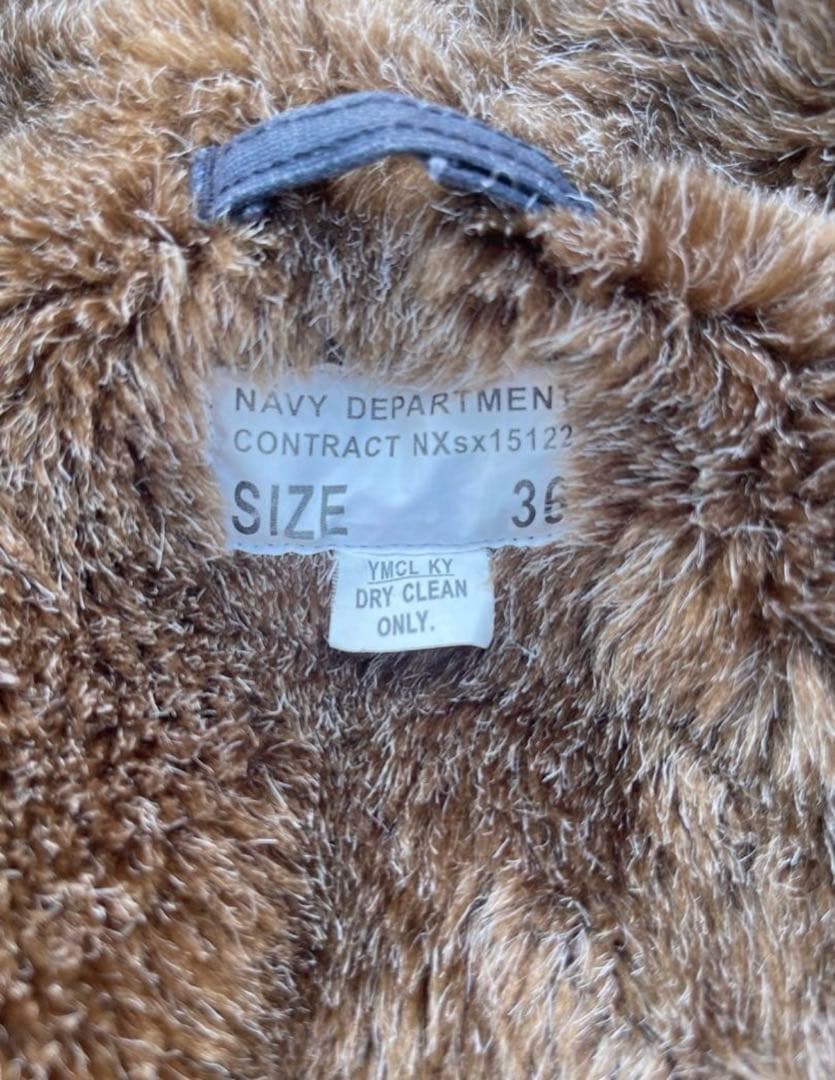 NAVY DEPARTMENT
CONTRACT NXsx15122
SIZE 36
YMCL KY
DRY CLEAN
ONLY.